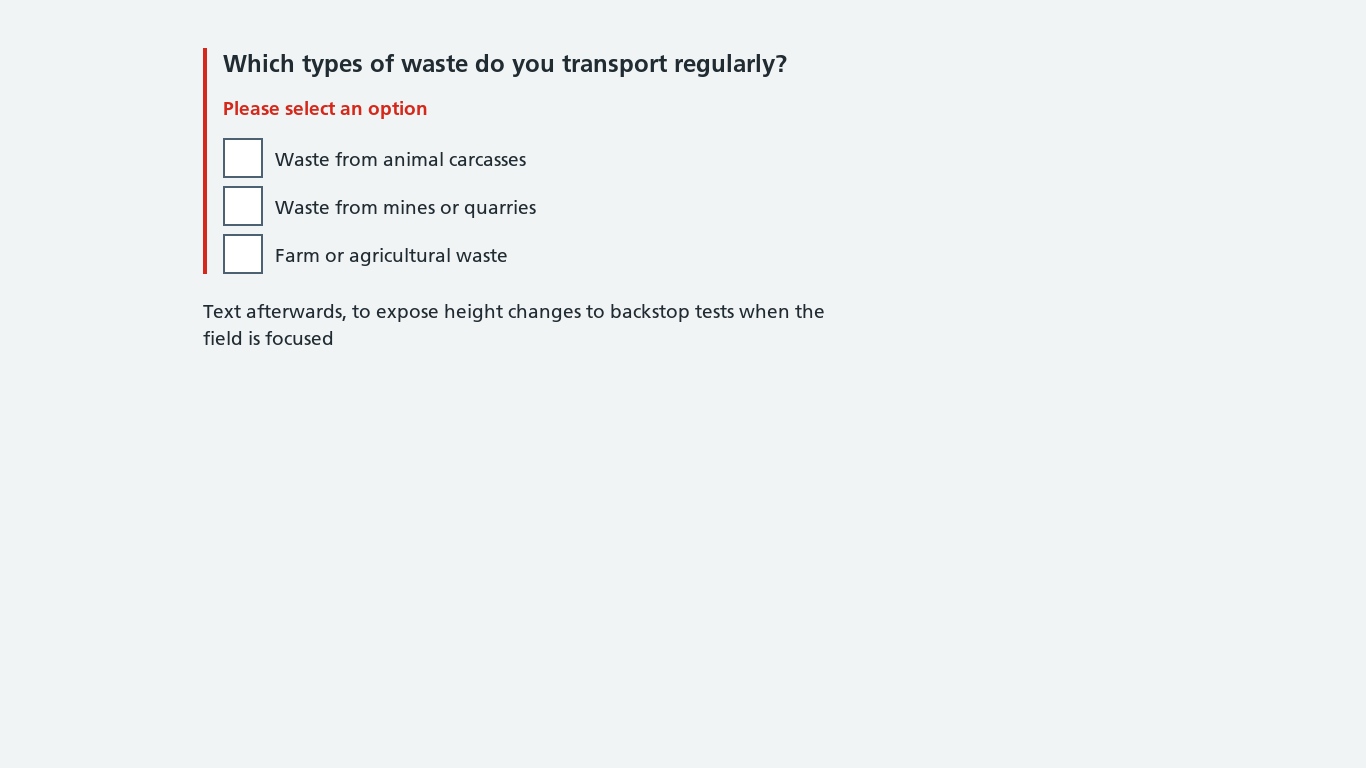 Which types of waste do you transport regularly?
Please select an option
Waste from animal carcasses
Waste from mines or quarries
Farm or agricultural waste
Text afterwards, to expose height changes to backstop tests when the
field is focused